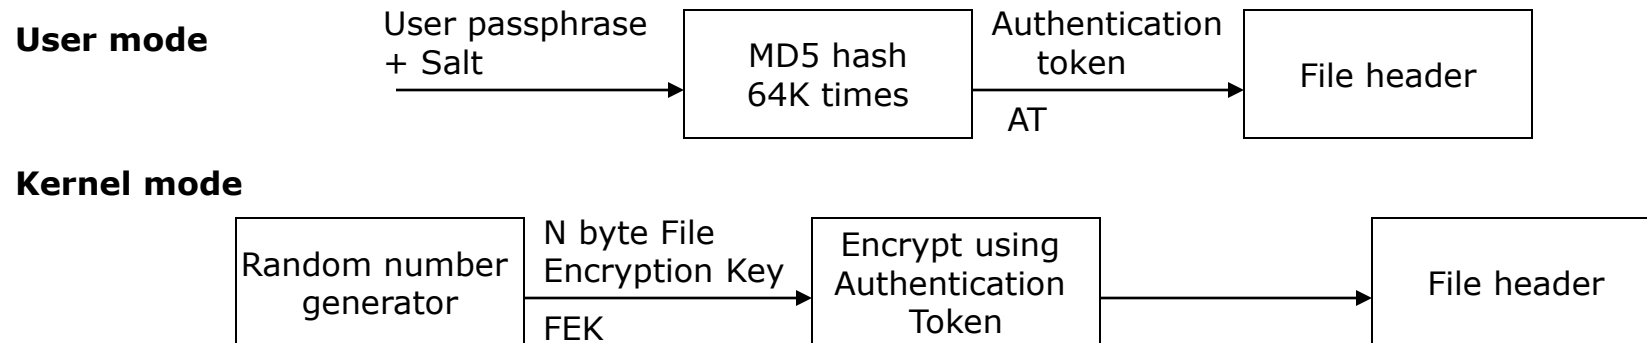 User mode
User passphrase
+ Salt
MD5 hash
64K times
Authentication
token
AT
File header
Kernel mode
Random number
generator
N byte File
Encryption Key
FEK
Encrypt using
Authentication
Token
File header